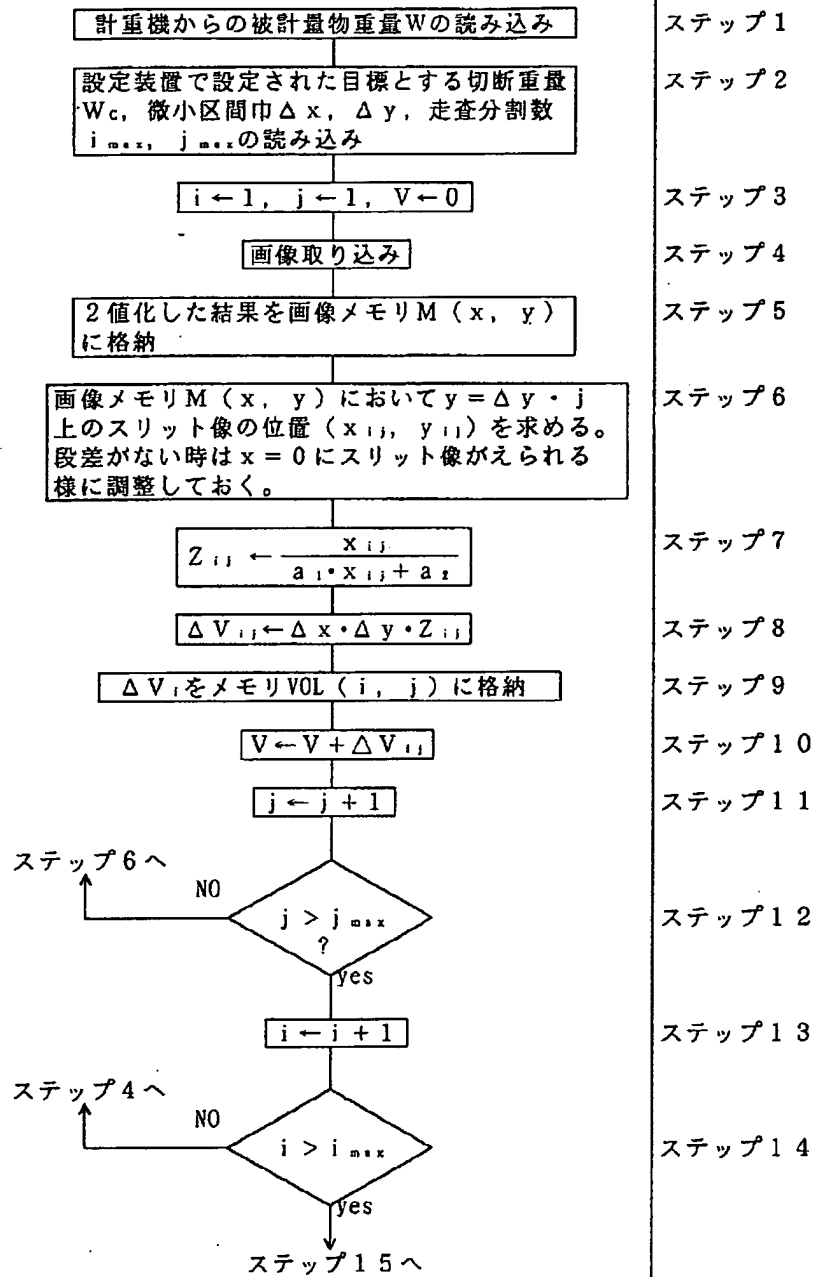 計重機からの被計量物重量Wの読み込み
ステップ1
設定装置で設定された目標とする切断重量
Wc, 微小区間巾Δx, Δy, 走査分割数
imax, jmaxの読み込み
ステップ2
i←1, j←1, V←0
ステップ3
画像取り込み
ステップ4
2値化した結果を画像メモリM(x, y)
に格納
ステップ5
画像メモリM(x, y)においてy=Δy・j
上のスリット像の位置(xij, yij)を求める。
段差がない時はx=0にスリット像がえられる
様に調整しておく。
ステップ6
Zij ← xij / (a1・xij+a2)
ステップ7
ΔVij←Δx・Δy・Zij
ステップ8
ΔViをメモリVOL(i, j)に格納
ステップ9
V←V+ΔVij
ステップ10
j←j+1
ステップ11
ステップ6へ
NO
j>jmax
?
ステップ12
yes
i←i+1
ステップ13
ステップ4へ
NO
i>imax
ステップ14
yes
ステップ15へ